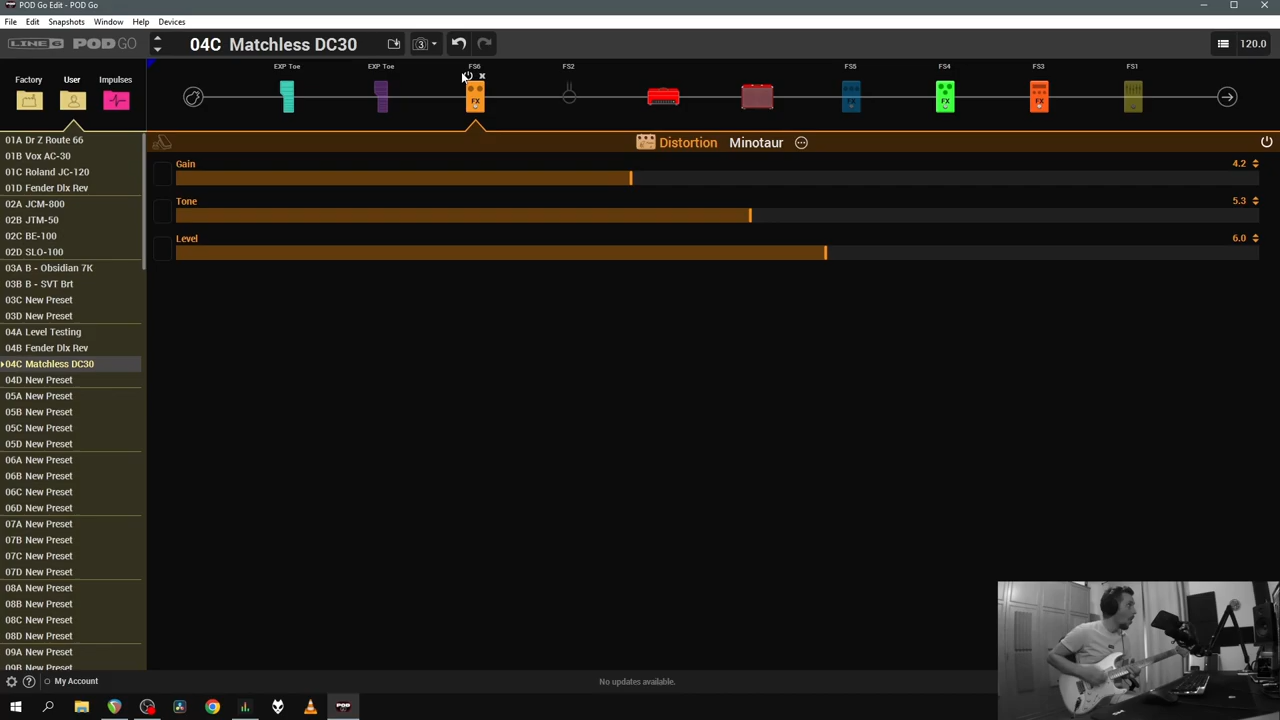 POD Go Edit - POD Go
File Edit Snapshots Window Help Devices
LINE 6 POD GO
04C Matchless DC30
3
120.0
Factory User Impulses
EXP Toe EXP Toe FS6 FS2 FS5 FS4 FS3 FS1
FX FX FX FX
Distortion Minotaur
Gain 4.2
Tone 5.3
Level 6.0
01A Dr Z Route 66
01B Vox AC-30
01C Roland JC-120
01D Fender Dlx Rev
02A JCM-800
02B JTM-50
02C BE-100
02D SLO-100
03A B - Obsidian 7K
03B B - SVT Brt
03C New Preset
03D New Preset
04A Level Testing
04B Fender Dlx Rev
04C Matchless DC30
04D New Preset
05A New Preset
05B New Preset
05C New Preset
05D New Preset
06A New Preset
06B New Preset
06C New Preset
06D New Preset
07A New Preset
07B New Preset
07C New Preset
07D New Preset
08A New Preset
08B New Preset
08C New Preset
08D New Preset
09A New Preset
09B New Preset
My Account
No updates available.